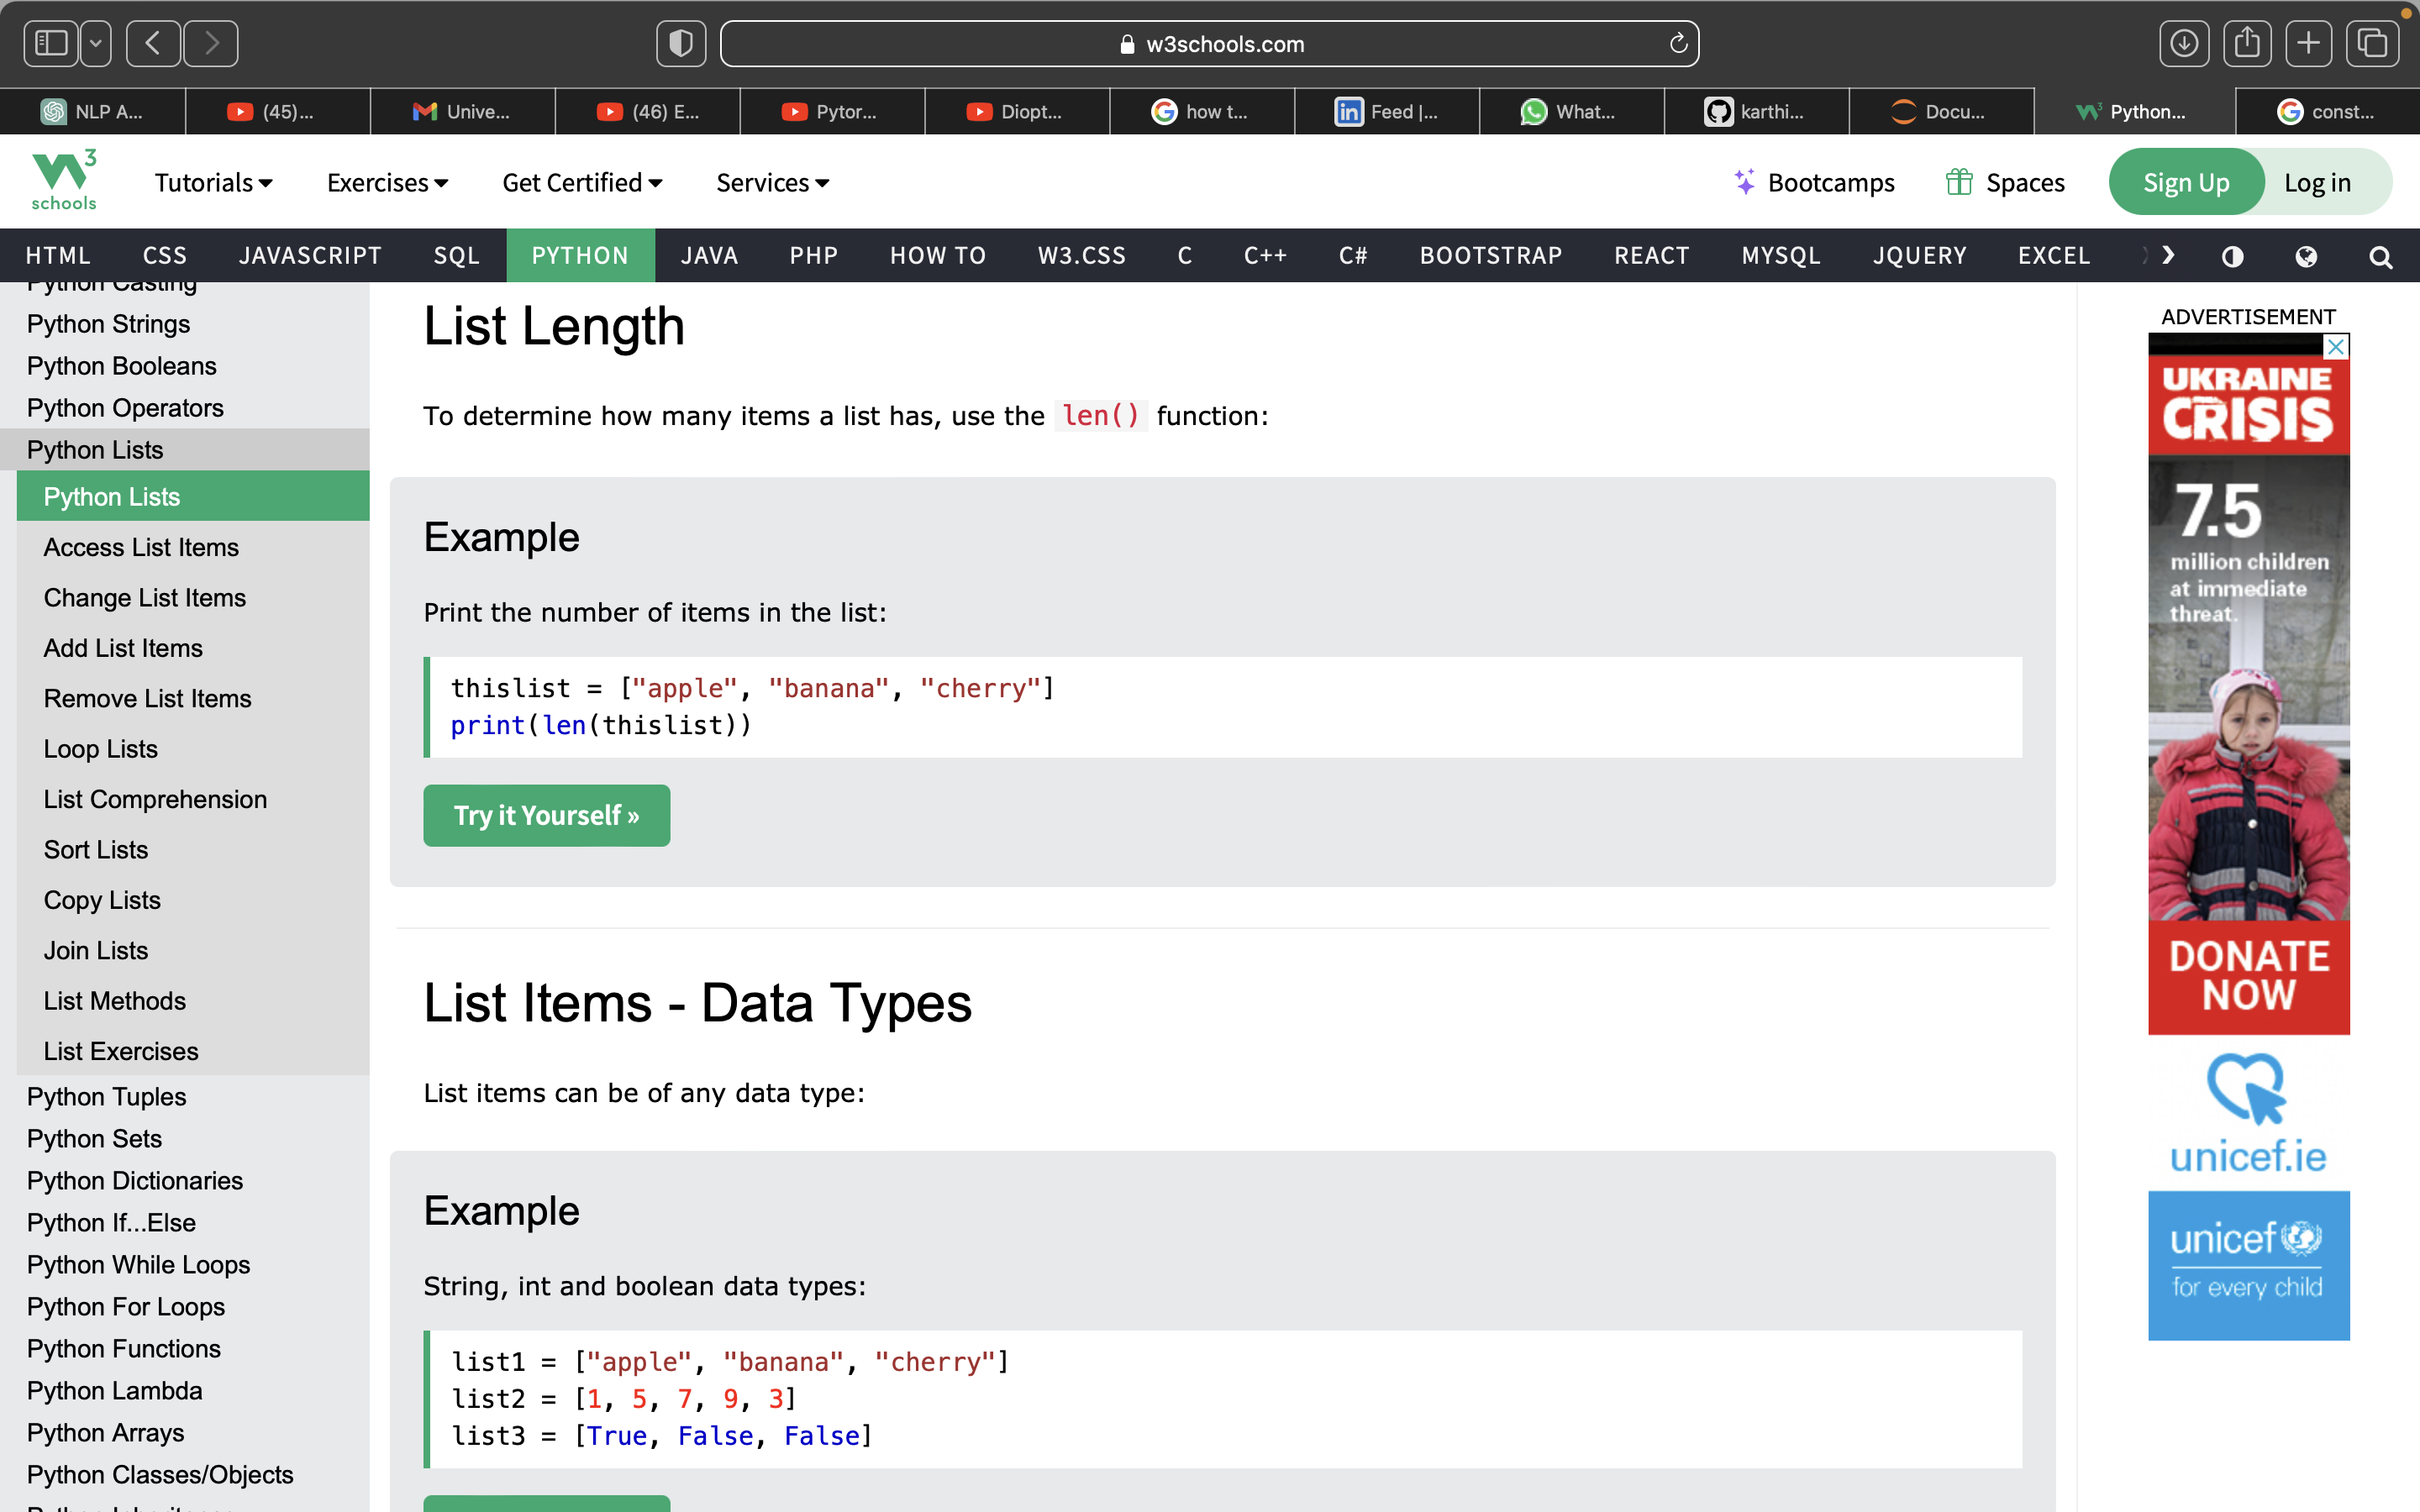 w3schools.com
NLP A...
(45)...
Unive...
(46) E...
Pytor...
Diopt...
how t...
Feed |...
What...
karthi...
Docu...
Python...
const...
W3
schools
Tutorials
Exercises
Get Certified
Services
Bootcamps
Spaces
Sign Up
Log in
HTML
CSS
JAVASCRIPT
SQL
PYTHON
JAVA
PHP
HOW TO
W3.CSS
C
C++
C#
BOOTSTRAP
REACT
MYSQL
JQUERY
EXCEL
Python Casting
Python Strings
Python Booleans
Python Operators
Python Lists
Python Lists
Access List Items
Change List Items
Add List Items
Remove List Items
Loop Lists
List Comprehension
Sort Lists
Copy Lists
Join Lists
List Methods
List Exercises
Python Tuples
Python Sets
Python Dictionaries
Python If...Else
Python While Loops
Python For Loops
Python Functions
Python Lambda
Python Arrays
Python Classes/Objects
List Length
To determine how many items a list has, use the len() function:
Example
Print the number of items in the list:
thislist = ["apple", "banana", "cherry"]
print(len(thislist))
Try it Yourself »
List Items - Data Types
List items can be of any data type:
Example
String, int and boolean data types:
list1 = ["apple", "banana", "cherry"]
list2 = [1, 5, 7, 9, 3]
list3 = [True, False, False]
ADVERTISEMENT
UKRAINE
CRISIS
7.5
million children
at immediate
threat.
DONATE
NOW
unicef.ie
unicef
for every child